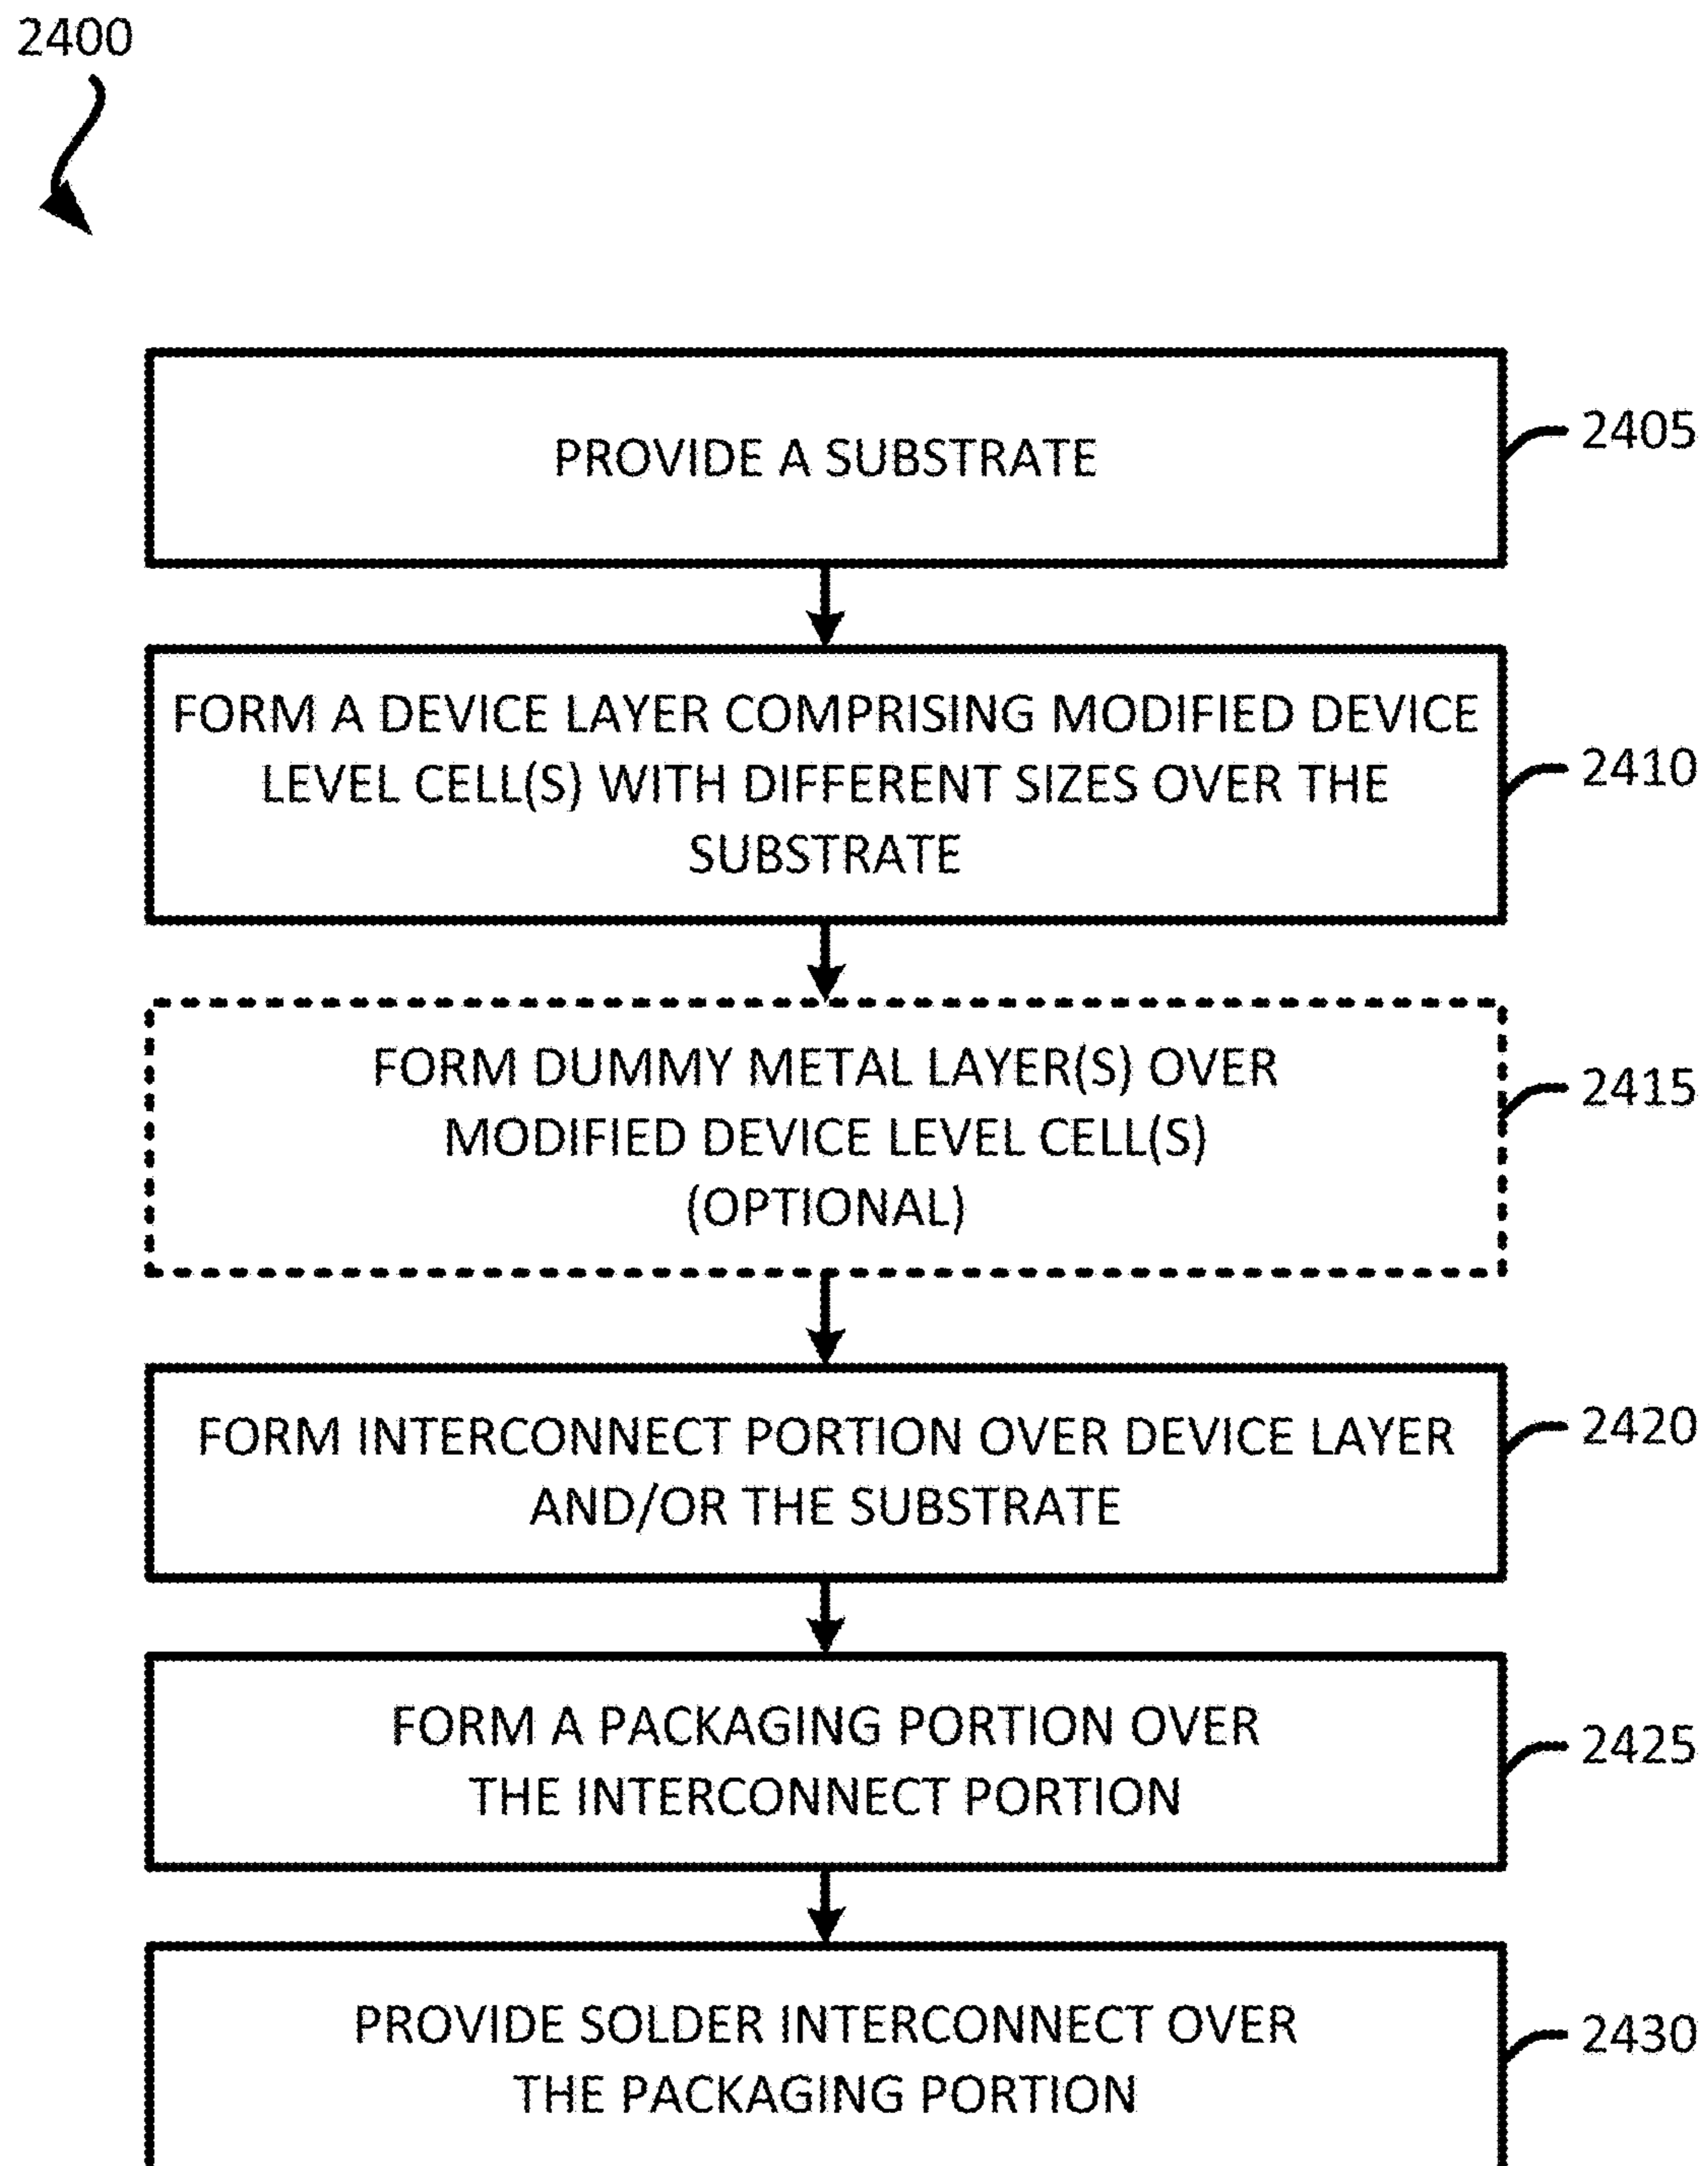 2400
PROVIDE A SUBSTRATE
2405
FORM A DEVICE LAYER COMPRISING MODIFIED DEVICE
LEVEL CELL(S) WITH DIFFERENT SIZES OVER THE
SUBSTRATE
2410
FORM DUMMY METAL LAYER(S) OVER
MODIFIED DEVICE LEVEL CELL(S)
(OPTIONAL)
2415
FORM INTERCONNECT PORTION OVER DEVICE LAYER
AND/OR THE SUBSTRATE
2420
FORM A PACKAGING PORTION OVER
THE INTERCONNECT PORTION
2425
PROVIDE SOLDER INTERCONNECT OVER
THE PACKAGING PORTION
2430